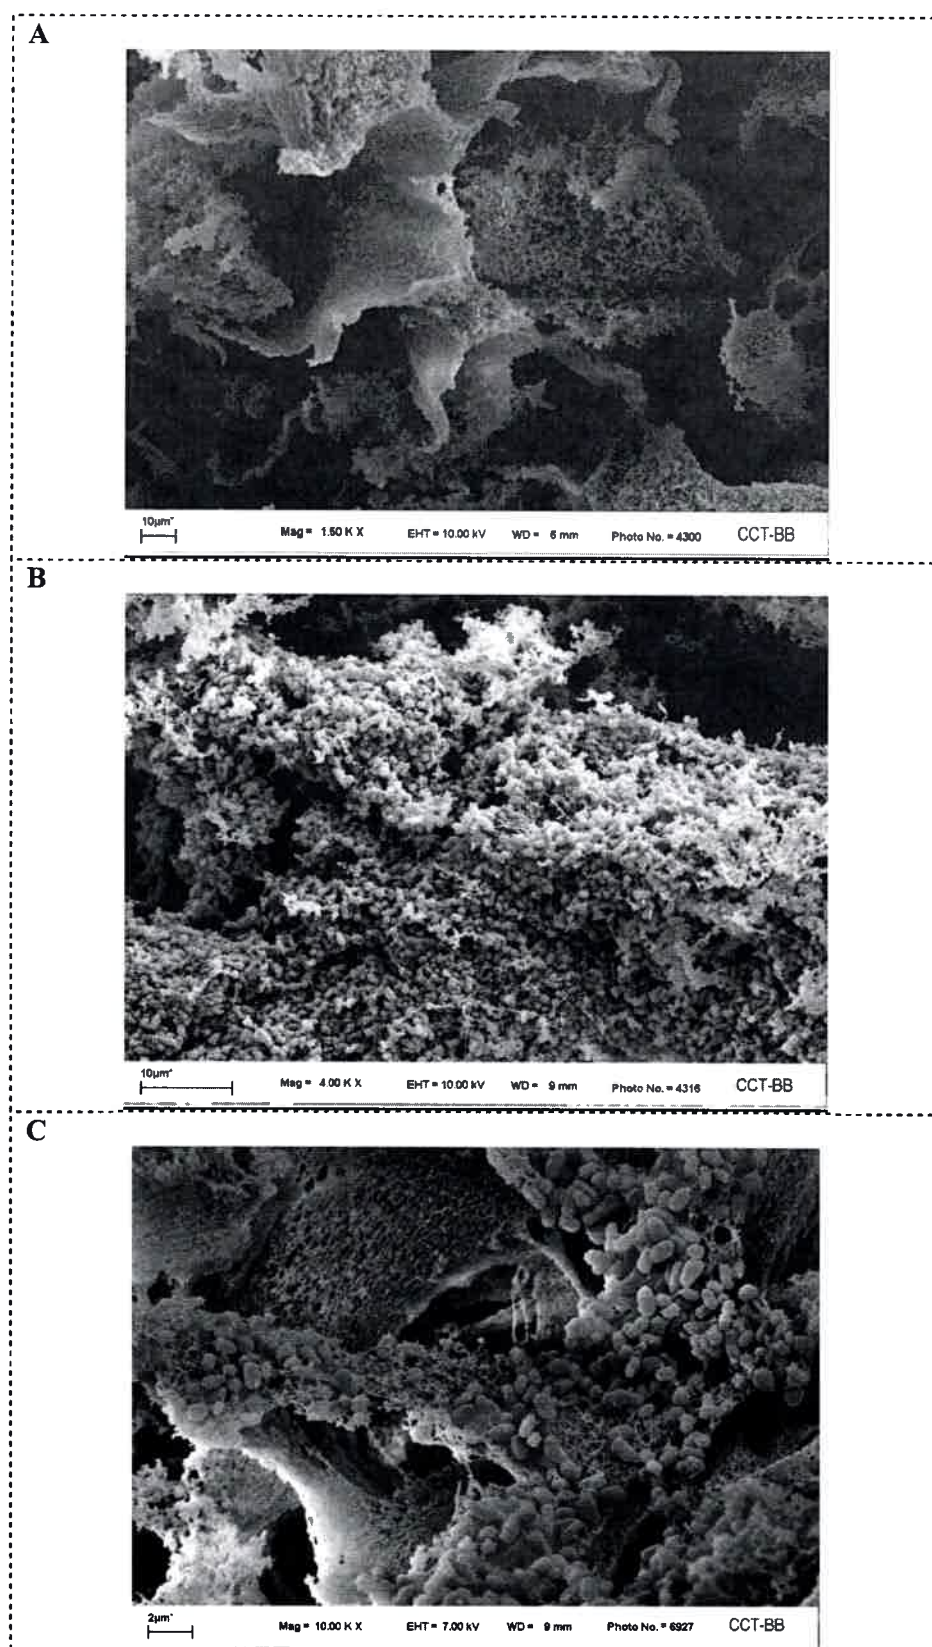 A
10µm*
Mag = 1.50 K X EHT = 10.00 kV WD = 6 mm Photo No. = 4300 CCT-BB
B
10µm*
Mag = 4.00 K X EHT = 10.00 kV WD = 9 mm Photo No. = 4316 CCT-BB
C
2µm*
Mag = 10.00 K X EHT = 7.00 kV WD = 9 mm Photo No. = 6927 CCT-BB